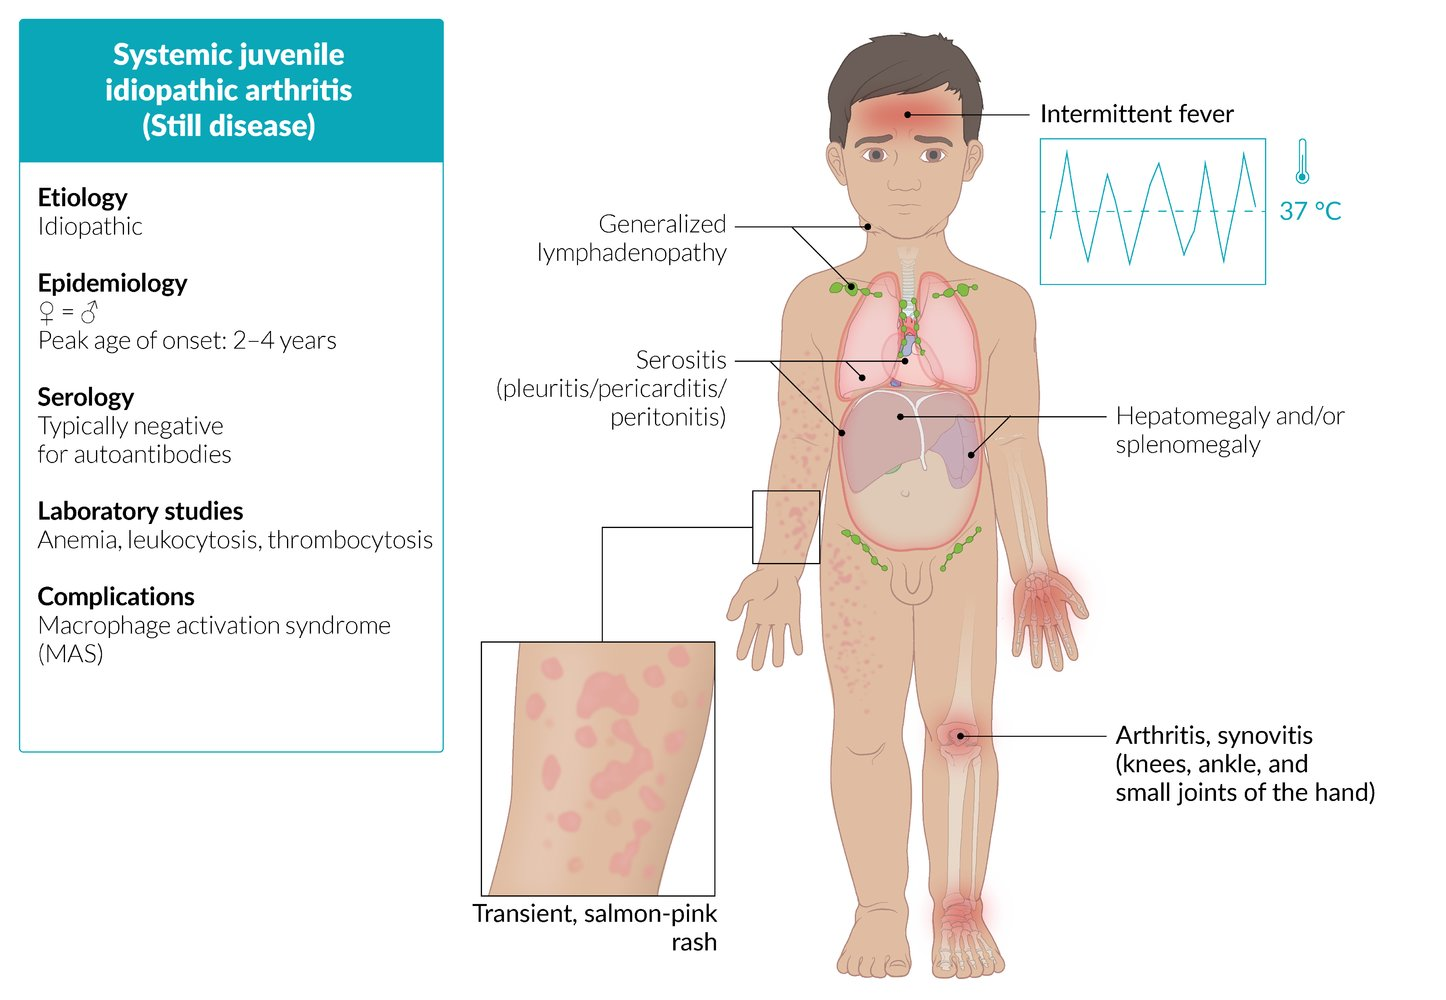 Systemic juvenile
idiopathic arthritis
(Still disease)
Etiology
Idiopathic
Epidemiology
♀ = ♂
Peak age of onset: 2–4 years
Serology
Typically negative
for autoantibodies
Laboratory studies
Anemia, leukocytosis, thrombocytosis
Complications
Macrophage activation syndrome
(MAS)
Intermittent fever
37 °C
Generalized
lymphadenopathy
Serositis
(pleuritis/pericarditis/
peritonitis)
Hepatomegaly and/or
splenomegaly
Arthritis, synovitis
(knees, ankle, and
small joints of the hand)
Transient, salmon-pink
rash